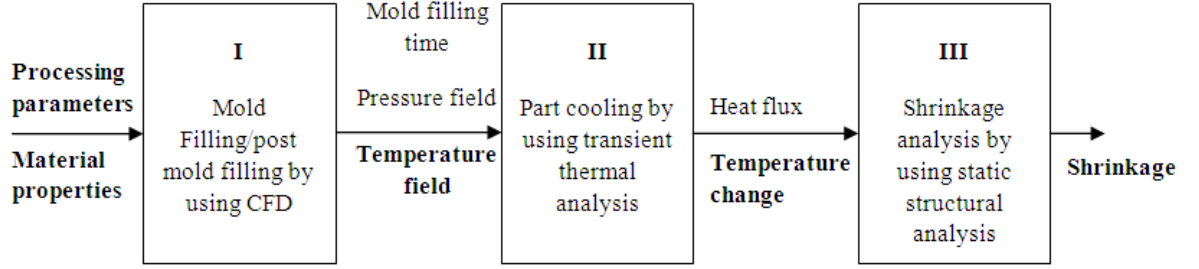 Processing
parameters
Material
properties
I
Mold
Filling/post
mold filling by
using CFD
Mold filling
time
Pressure field
Temperature
field
II
Part cooling by
using transient
thermal
analysis
Heat flux
Temperature
change
III
Shrinkage
analysis by
using static
structural
analysis
Shrinkage